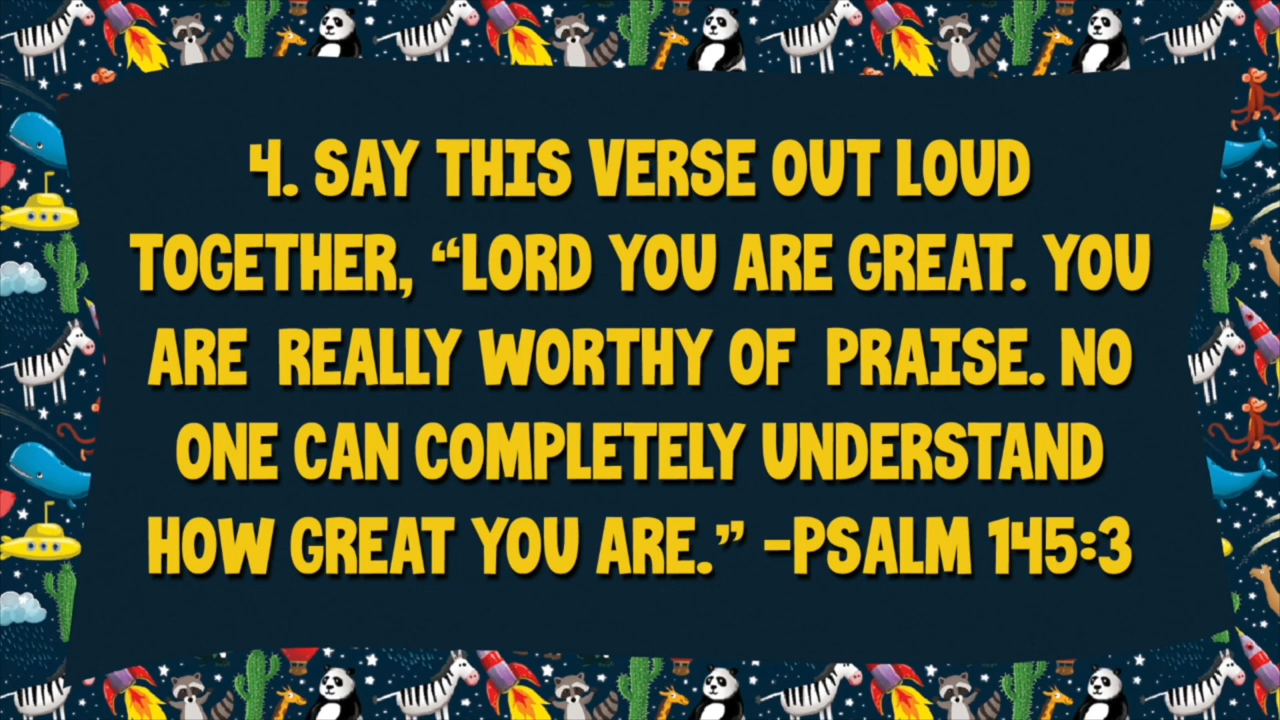 4. SAY THIS VERSE OUT LOUD
TOGETHER, “LORD YOU ARE GREAT. YOU
ARE REALLY WORTHY OF PRAISE. NO
ONE CAN COMPLETELY UNDERSTAND
HOW GREAT YOU ARE.” -PSALM 145:3